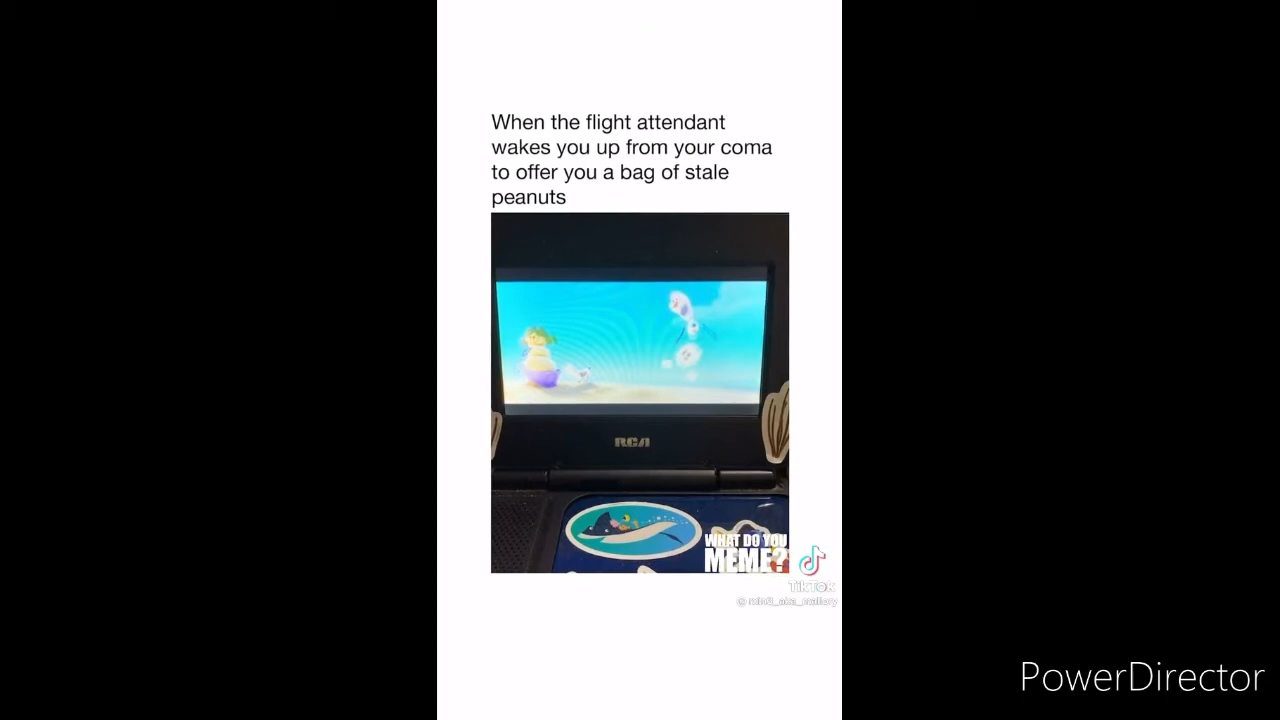 When the flight attendant
wakes you up from your coma
to offer you a bag of stale
peanuts
RCA
WHAT DO YOU
MEME?
TikTok
PowerDirector